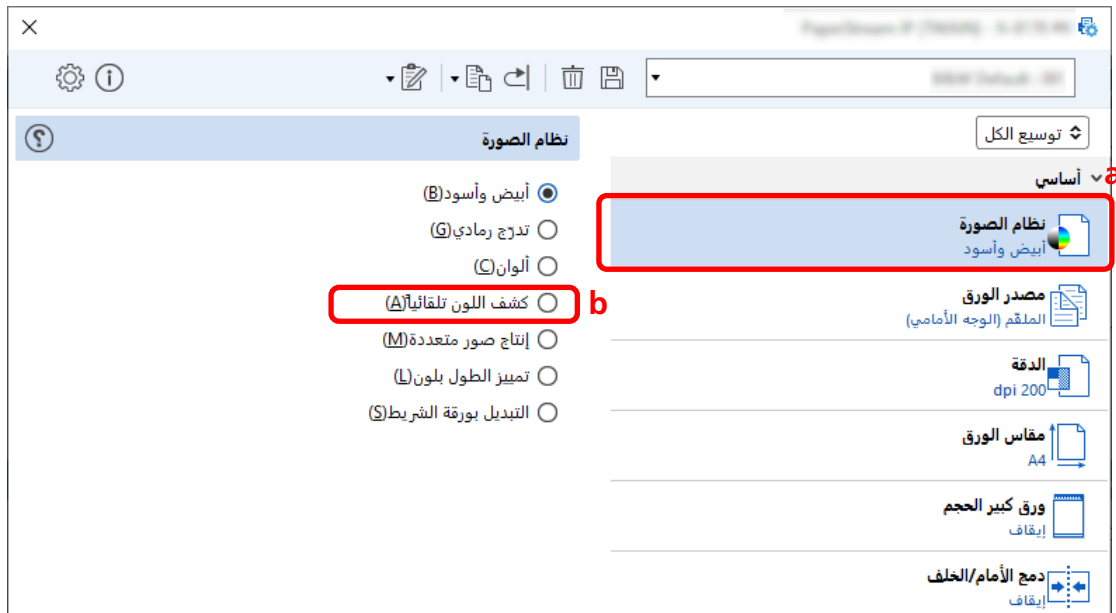 توسيع الكل
أساسي
a
نظام الصورة
أبيض وأسود
مصدر الورق
الملقّم (الوجه الأمامي)
الدقة
dpi 200
مقاس الورق
A4
ورق كبير الحجم
إيقاف
دمج الأمام/الخلف
إيقاف
نظام الصورة
أبيض وأسود(B)
تدرّج رمادي(G)
ألوان(C)
كشف اللون تلقائياً(A)
b
إنتاج صور متعددة(M)
تمييز الطول بلون(L)
التبديل بورقة الشريط(S)